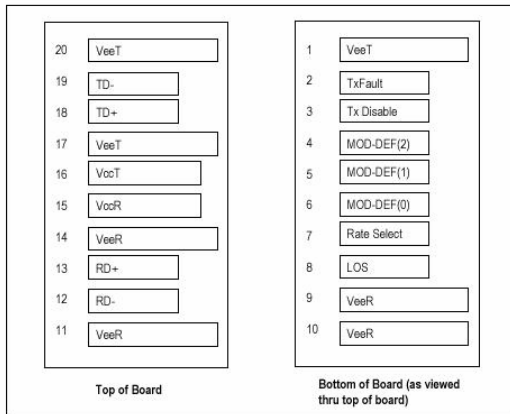 20 VeeT
19 TD-
18 TD+
17 VeeT
16 VccT
15 VccR
14 VeeR
13 RD+
12 RD-
11 VeeR
Top of Board
1 VeeT
2 TxFault
3 Tx Disable
4 MOD-DEF(2)
5 MOD-DEF(1)
6 MOD-DEF(0)
7 Rate Select
8 LOS
9 VeeR
10 VeeR
Bottom of Board (as viewed
thru top of board)